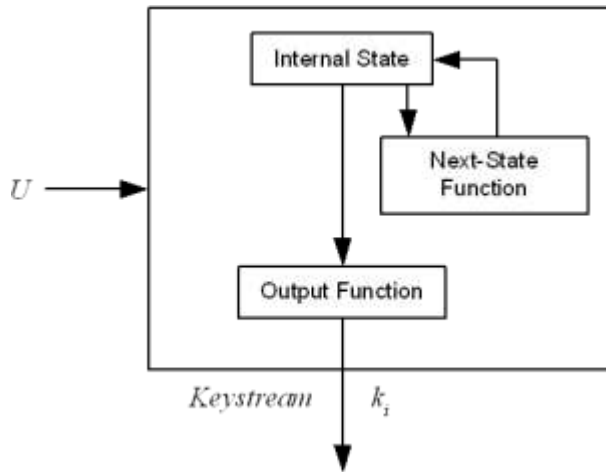 Internal State
Next-State
Function
U
Output Function
Keystream k_i